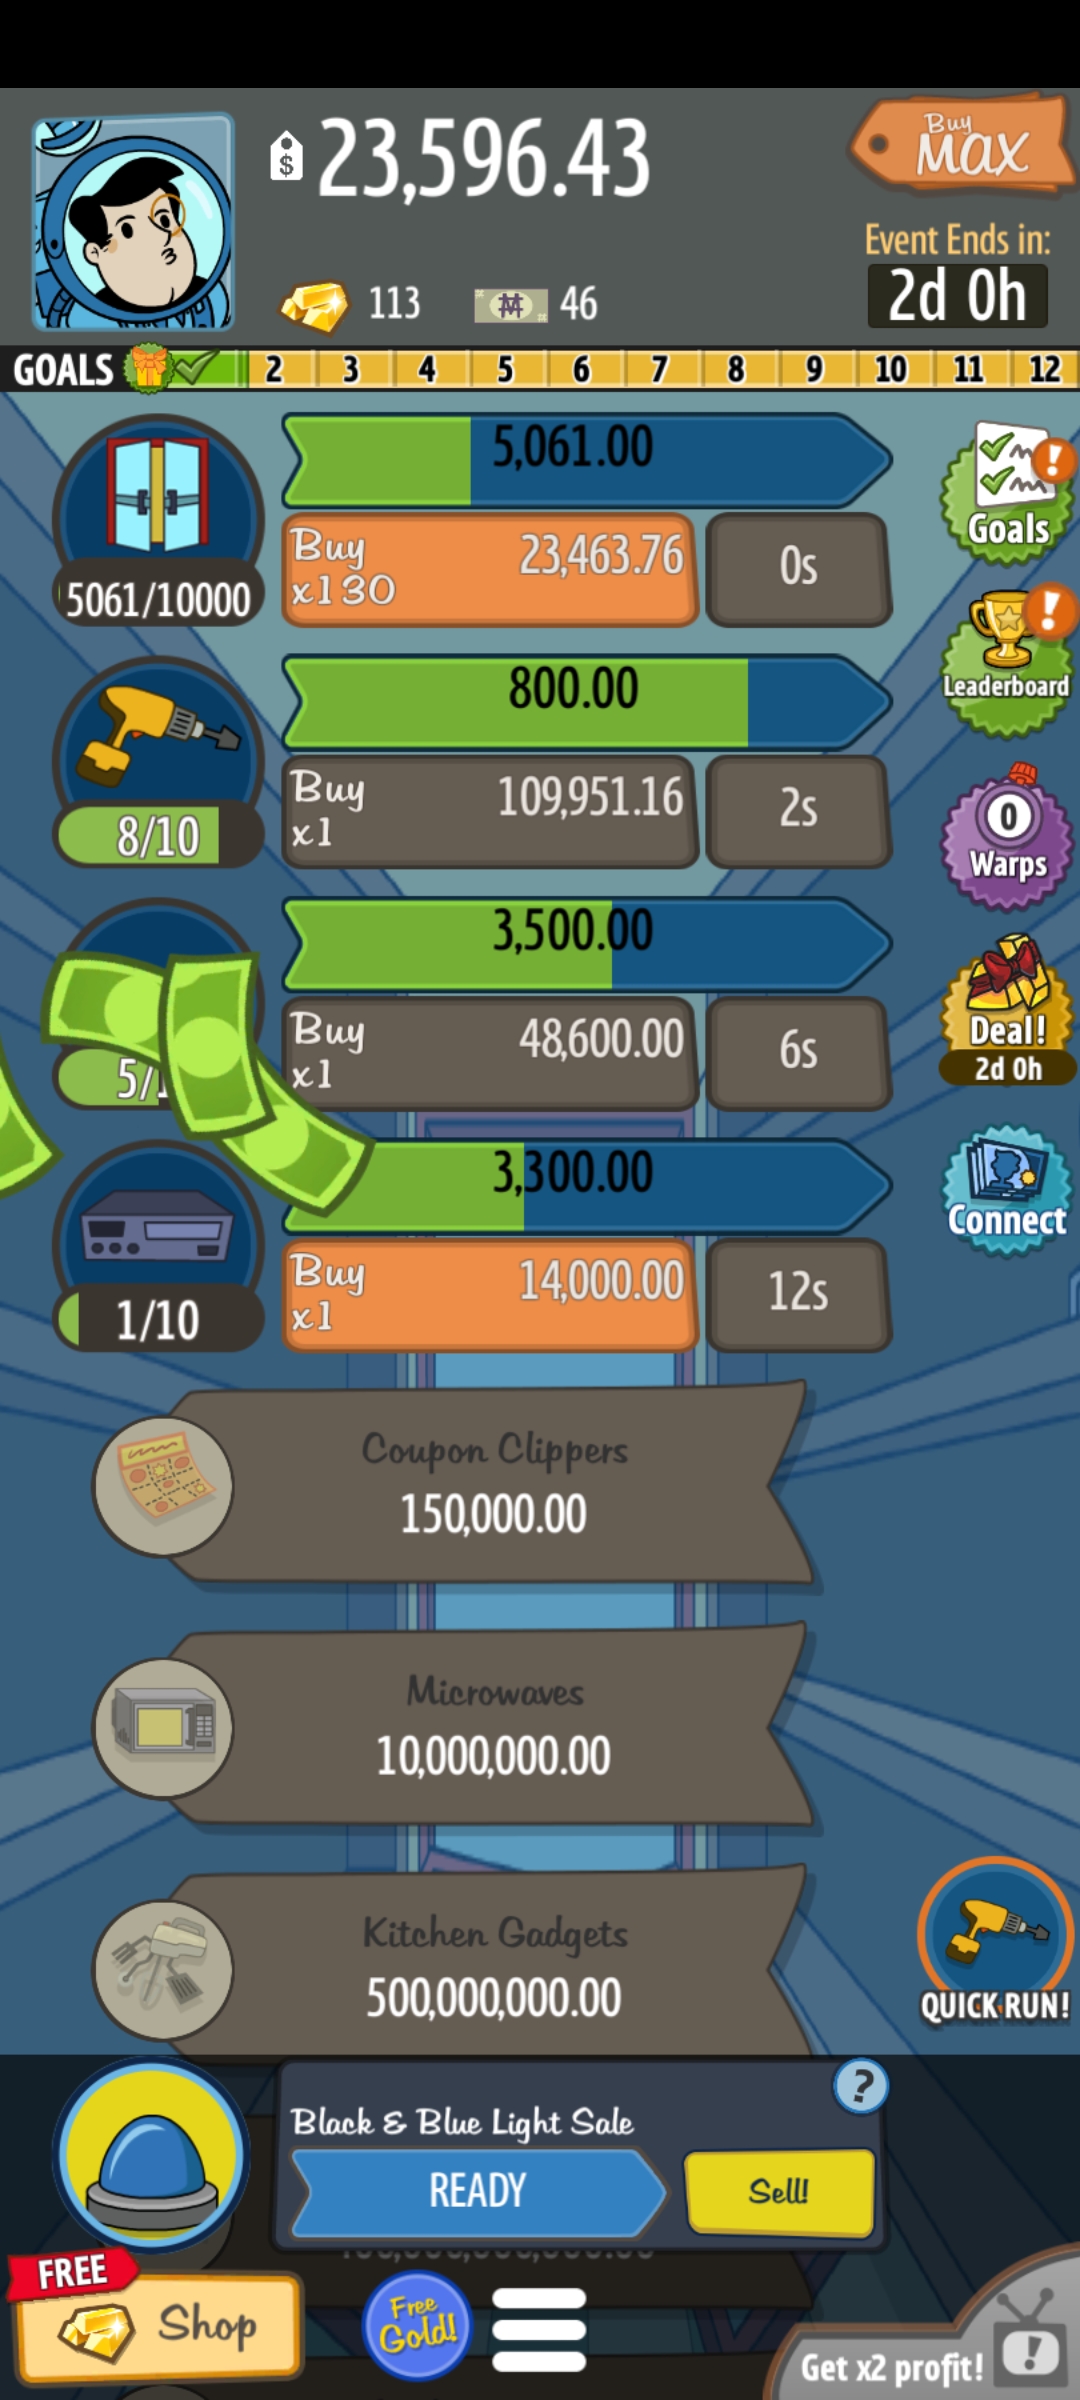 $ 23,596.43
Buy
MAX
Event Ends in:
2d 0h
113
46
GOALS 2 3 4 5 6 7 8 9 10 11 12
5,061.00
Buy
x130
23,463.76
0s
5061/10000
Goals
Leaderboard
800.00
Buy
x1
109,951.16
2s
8/10
0
Warps
3,500.00
Buy
x1
48,600.00
6s
5/1
Deal!
2d 0h
3,300.00
Buy
x1
14,000.00
12s
1/10
Connect
Coupon Clippers
150,000.00
Microwaves
10,000,000.00
Kitchen Gadgets
500,000,000.00
QUICK RUN!
?
Black & Blue Light Sale
READY
Sell!
FREE
Shop
Free
Gold!
Get x2 profit!